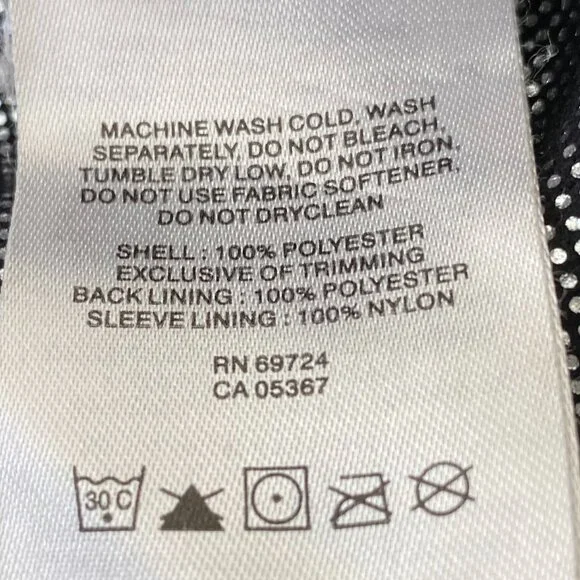 MACHINE WASH COLD, WASH
SEPARATELY, DO NOT BLEACH,
TUMBLE DRY LOW, DO NOT IRON.
DO NOT USE FABRIC SOFTENER,
DO NOT DRYCLEAN
SHELL : 100% POLYESTER
EXCLUSIVE OF TRIMMING
BACK LINING : 100% POLYESTER
SLEEVE LINING : 100% NYLON
RN 69724
CA 05367
30 C